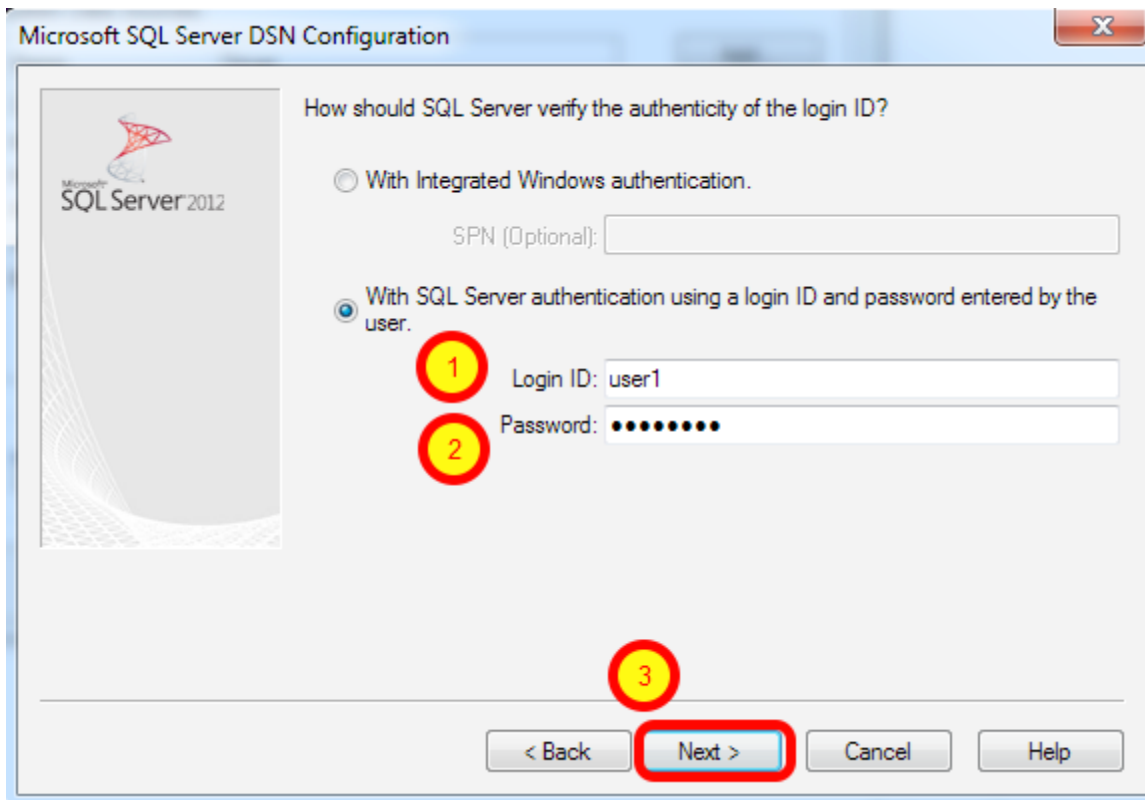 Microsoft SQL Server DSN Configuration
Microsoft
SQL Server 2012
How should SQL Server verify the authenticity of the login ID?
With Integrated Windows authentication.
SPN (Optional):
With SQL Server authentication using a login ID and password entered by the
user.
1
Login ID: user1
2
Password: ●●●●●●●●
3
< Back
Next >
Cancel
Help